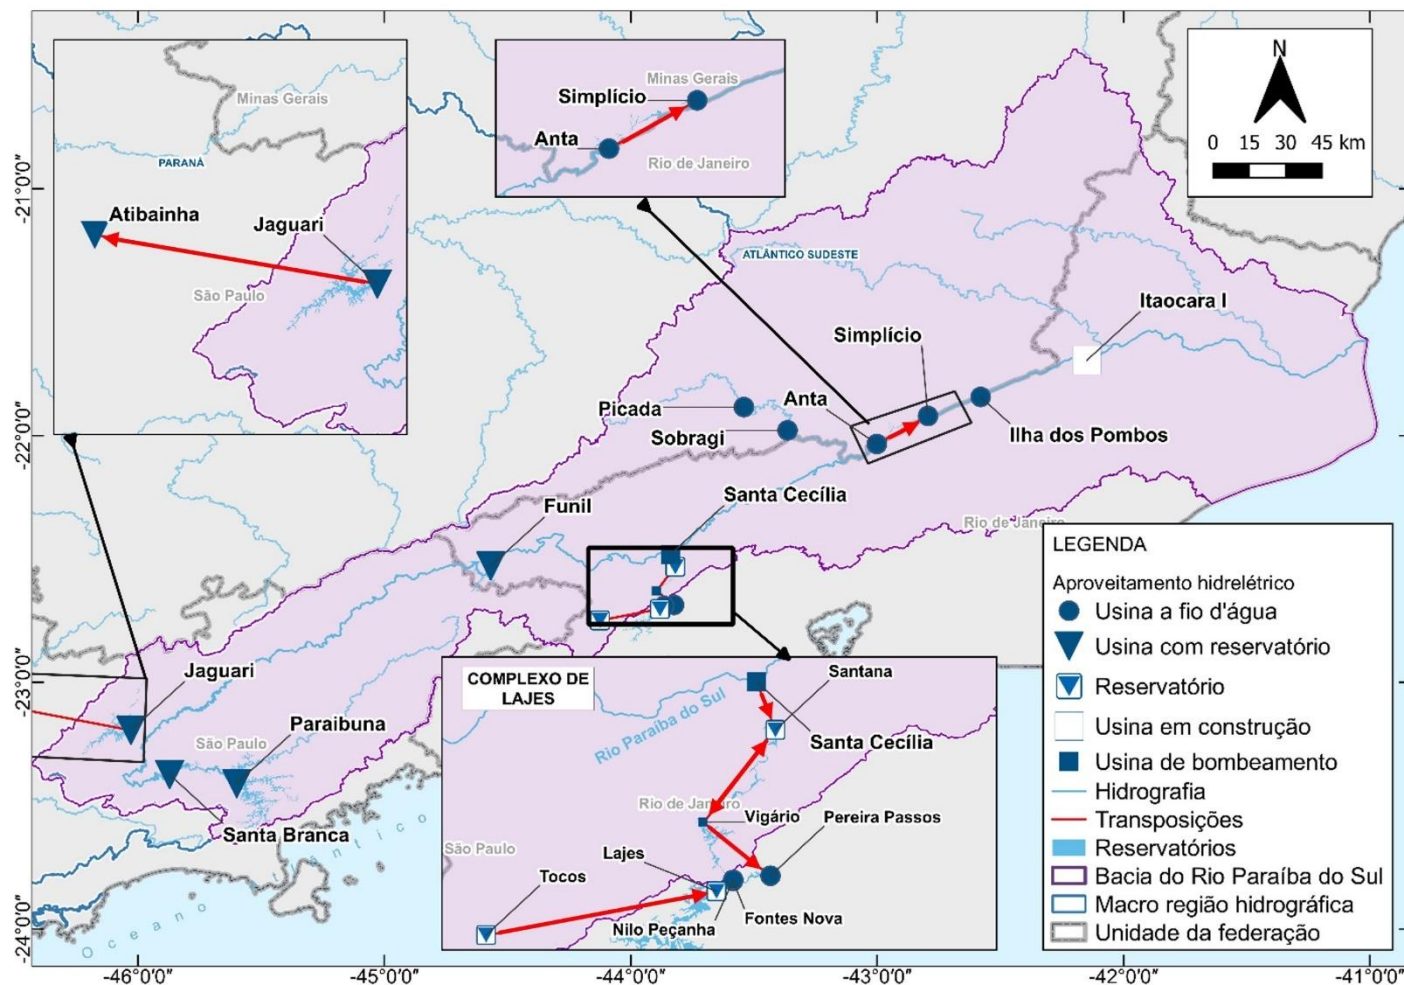 Minas Gerais
PARANÁ
Atibainha
Jaguari
São Paulo
Minas Gerais
Simplício
Anta
Rio de Janeiro
N
0 15 30 45 km
-21°0'0"
-22°0'0"
-23°0'0"
-24°0'0"
ATLÂNTICO SUDESTE
Itaocara I
Simplício
Anta
Picada
Sobragi
Ilha dos Pombos
Santa Cecília
Funil
Rio de Janeiro
Jaguari
Paraibuna
São Paulo
Santa Branca
Oceano Atlântico
COMPLEXO DE
LAJES
Rio Paraíba do Sul
Santana
Santa Cecília
Rio de Janeiro
Vigário
Pereira Passos
São Paulo
Lajes
Tocos
Fontes Nova
Nilo Peçanha
LEGENDA
Aproveitamento hidrelétrico
Usina a fio d'água
Usina com reservatório
Reservatório
Usina em construção
Usina de bombeamento
Hidrografia
Transposições
Reservatórios
Bacia do Rio Paraíba do Sul
Macro região hidrográfica
Unidade da federação
-46°0'0" -45°0'0" -44°0'0" -43°0'0" -42°0'0" -41°0'0"